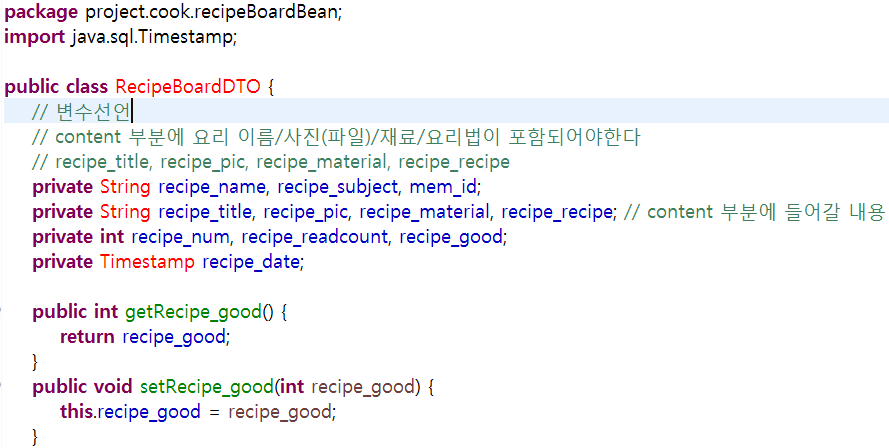 package project.cook.recipeBoardBean;
import java.sql.Timestamp;
public class RecipeBoardDTO {
// 변수선언
// content 부분에 요리 이름/사진(파일)/재료/요리법이 포함되어야한다
// recipe_title, recipe_pic, recipe_material, recipe_recipe
private String recipe_name, recipe_subject, mem_id;
private String recipe_title, recipe_pic, recipe_material, recipe_recipe; // content 부분에 들어갈 내용
private int recipe_num, recipe_readcount, recipe_good;
private Timestamp recipe_date;
public int getRecipe_good() {
return recipe_good;
}
public void setRecipe_good(int recipe_good) {
this.recipe_good = recipe_good;
}